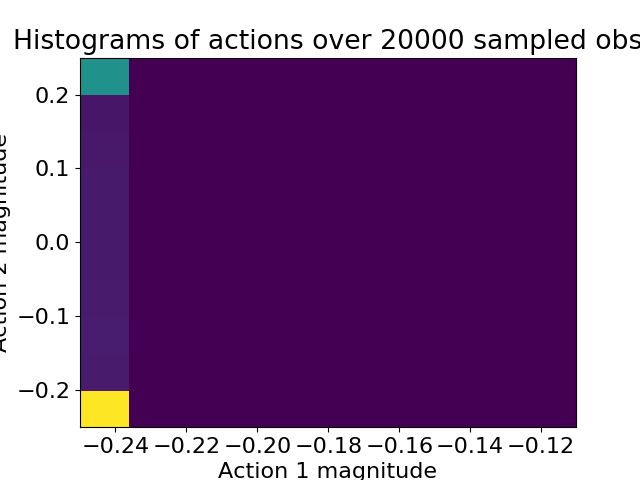 Histograms of actions over 20000 sampled obs
0.2
0.1
0.0
−0.1
−0.2
Action 2 magnitude
−0.24 −0.22 −0.20 −0.18 −0.16 −0.14 −0.12
Action 1 magnitude